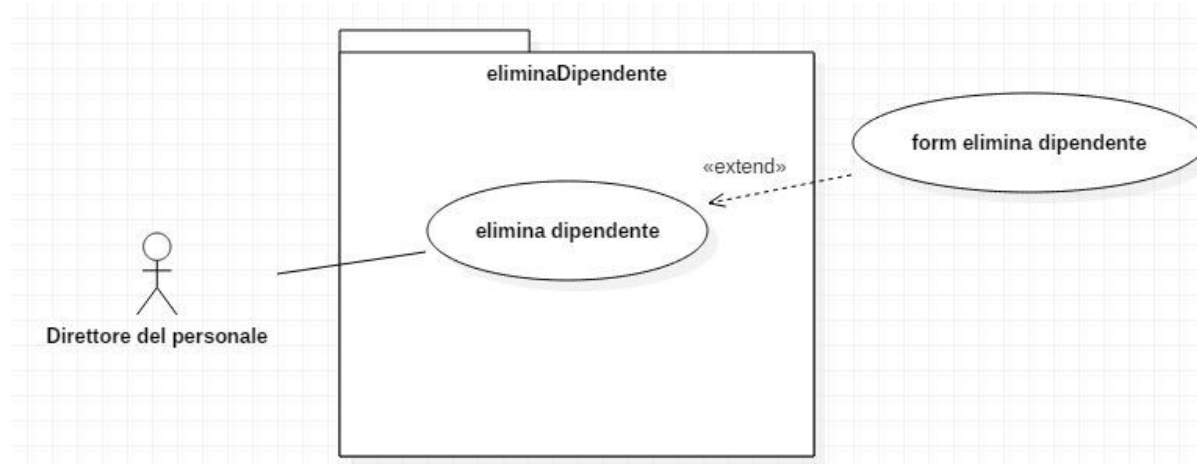 eliminaDipendente
form elimina dipendente
«extend»
elimina dipendente
Direttore del personale